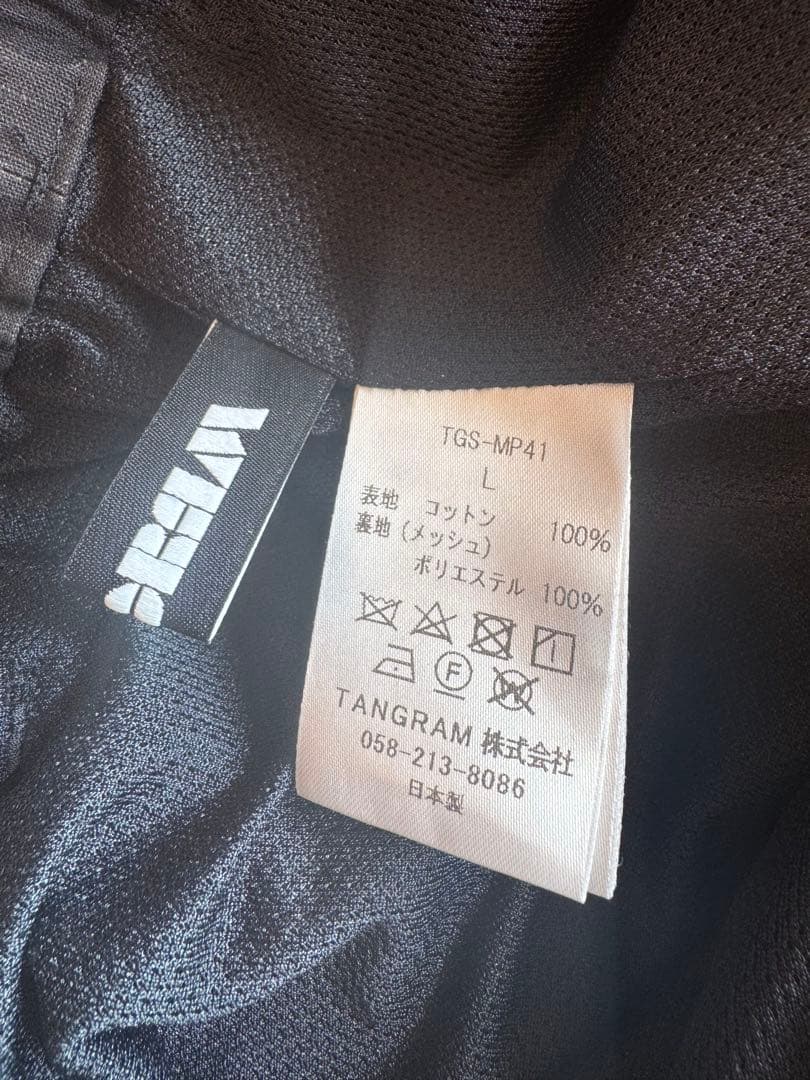 TGS-MP41
L
表地 コットン 100%
裏地(メッシュ)
ポリエステル 100%
F
W
TANGRAM 株式会社
058-213-8086
日本製